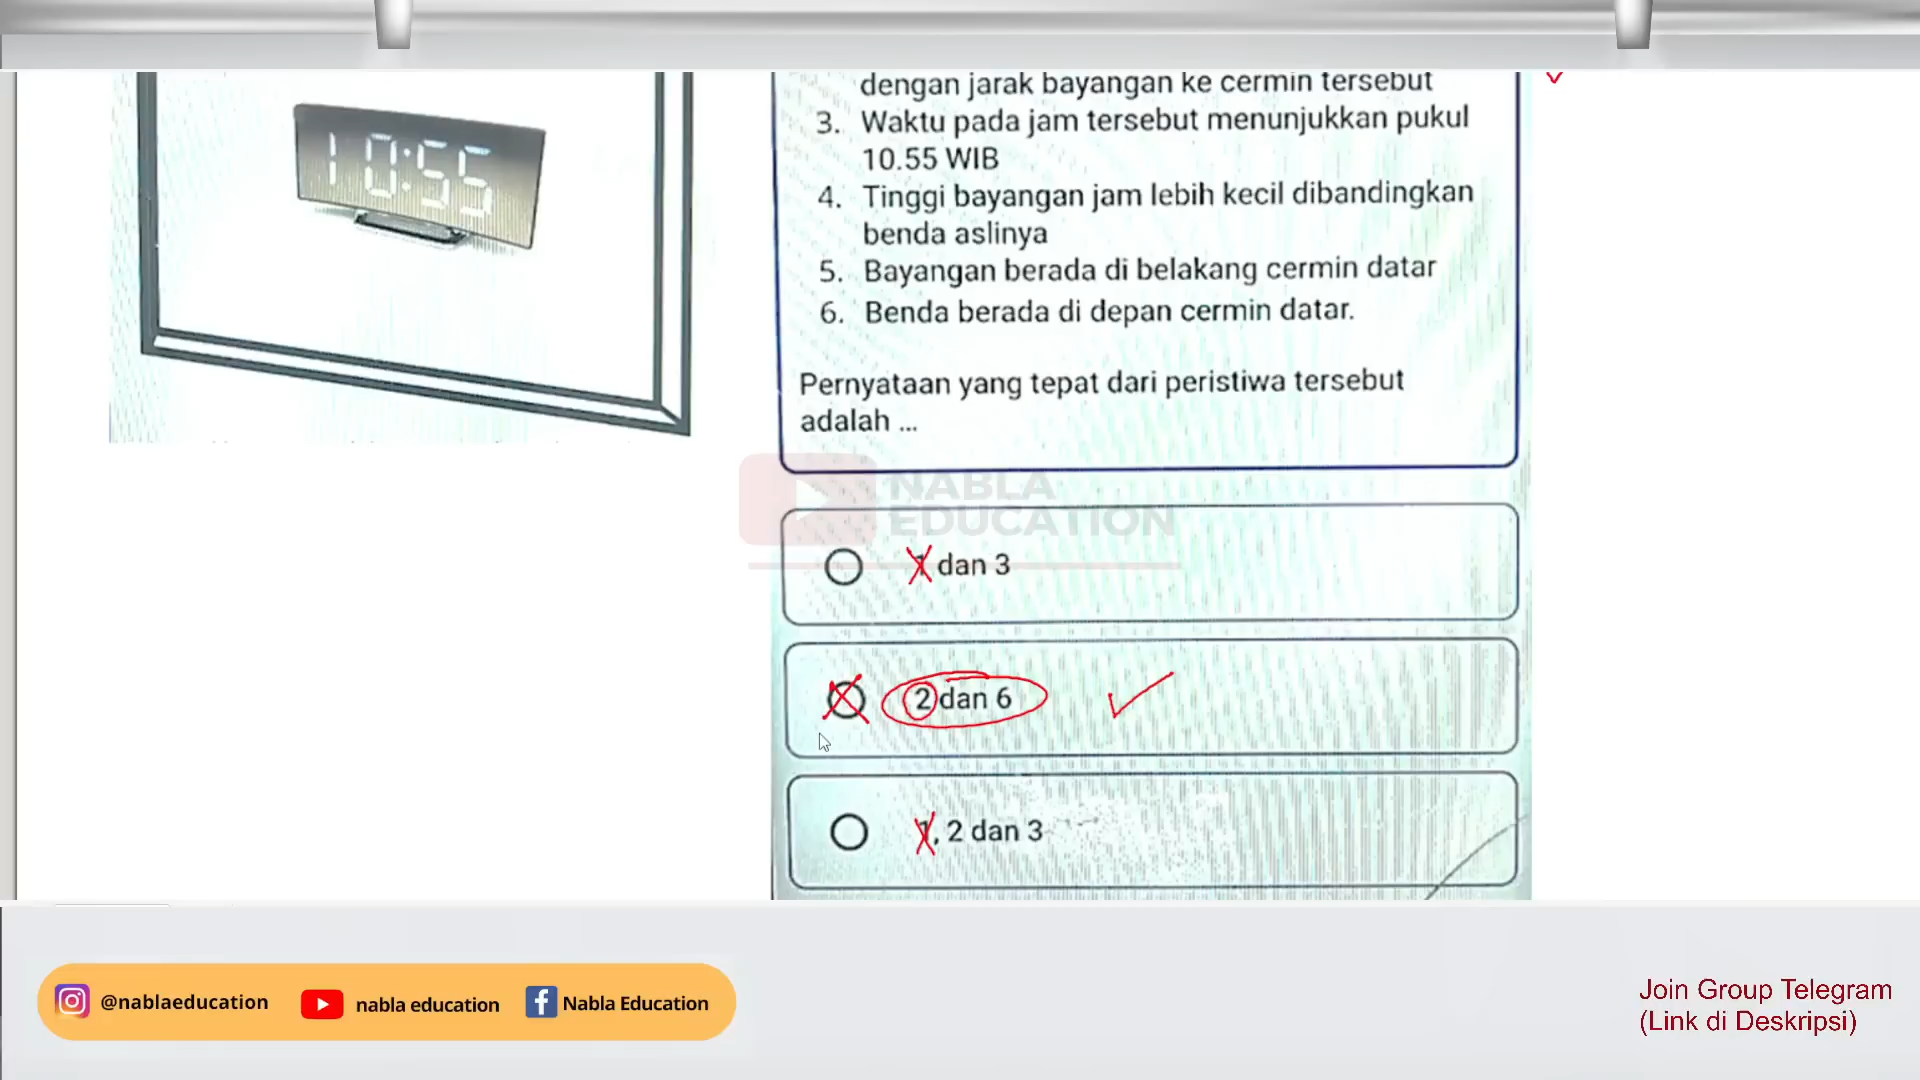 dengan jarak bayangan ke cermin tersebut
3. Waktu pada jam tersebut menunjukkan pukul
10.55 WIB
4. Tinggi bayangan jam lebih kecil dibandingkan
benda aslinya
5. Bayangan berada di belakang cermin datar
6. Benda berada di depan cermin datar.
Pernyataan yang tepat dari peristiwa tersebut
adalah ...
10:55
NABLA
EDUCATION
1 dan 3
2 dan 6
1, 2 dan 3
@nablaeducation
nabla education
Nabla Education
Join Group Telegram
(Link di Deskripsi)